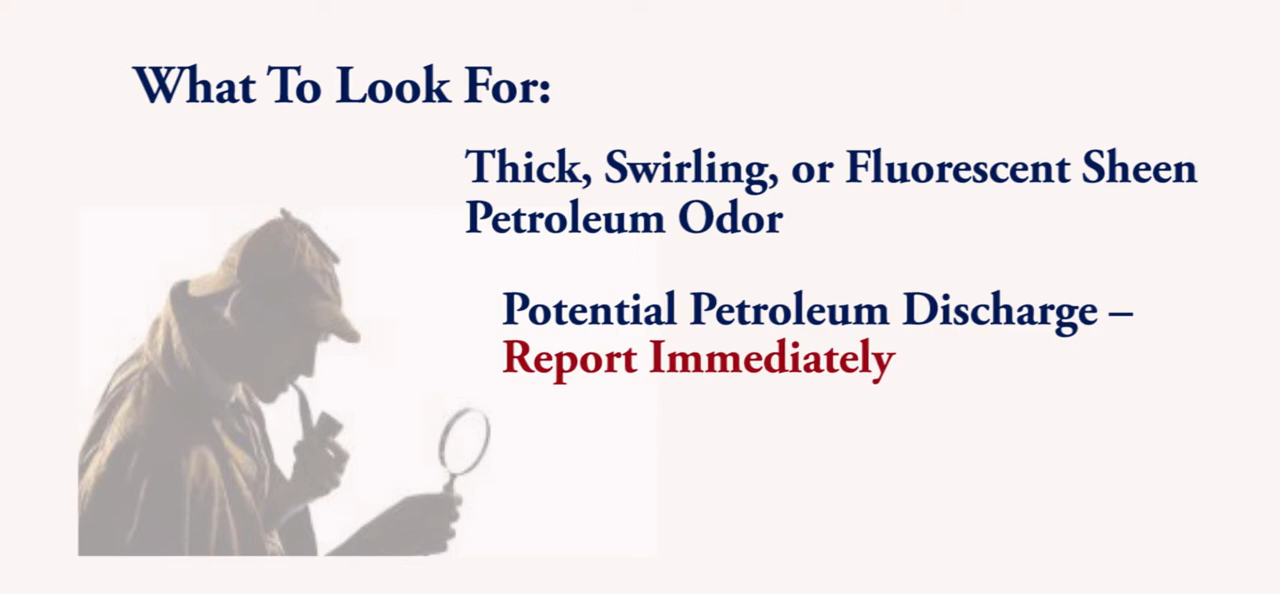 What To Look For:
Thick, Swirling, or Fluorescent Sheen
Petroleum Odor
Potential Petroleum Discharge –
Report Immediately